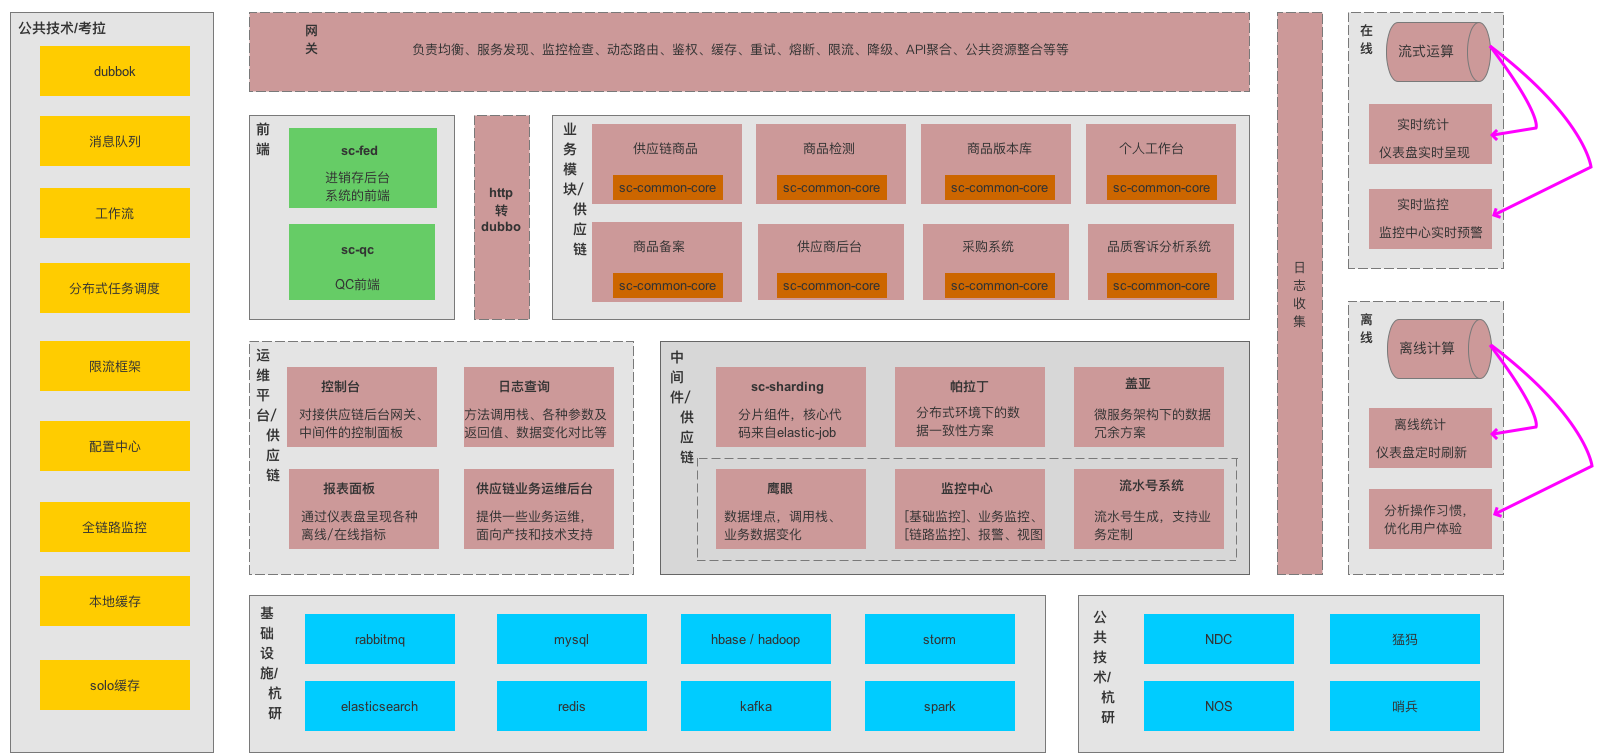 公共技术/考拉
dubbok
消息队列
工作流
分布式任务调度
限流框架
配置中心
全链路监控
本地缓存
solo缓存
网
关
负责均衡、服务发现、监控检查、动态路由、鉴权、缓存、重试、熔断、限流、降级、API聚合、公共资源整合等等
前
端
sc-fed
进销存后台
系统的前端
sc-qc
QC前端
http
转
dubbo
业
务
模
块/
供
应
链
供应链商品
sc-common-core
商品检测
sc-common-core
商品版本库
sc-common-core
个人工作台
sc-common-core
商品备案
sc-common-core
供应商后台
sc-common-core
采购系统
sc-common-core
品质客诉分析系统
sc-common-core
运
维
平
台/
供
应
链
控制台
对接供应链后台网关、
中间件的控制面板
日志查询
方法调用栈、各种参数及
返回值、数据变化对比等
报表面板
通过仪表盘呈现各种
离线/在线指标
供应链业务运维后台
提供一些业务运维，
面向产技和技术支持
中
间
件/
供
应
链
sc-sharding
分片组件，核心代
码来自elastic-job
帕拉丁
分布式环境下的数
据一致性方案
盖亚
微服务架构下的数据
冗余方案
鹰眼
数据埋点，调用栈、
业务数据变化
监控中心
[基础监控]、业务监控、
[链路监控]、报警、视图
流水号系统
流水号生成，支持业
务定制
日
志
收
集
在
线
流式运算
实时统计
仪表盘实时呈现
实时监控
监控中心实时预警
离
线
离线计算
离线统计
仪表盘定时刷新
分析操作习惯，
优化用户体验
基
础
设
施/
杭
研
rabbitmq
mysql
hbase / hadoop
storm
elasticsearch
redis
kafka
spark
公
共
技
术/
杭
研
NDC
猛犸
NOS
哨兵